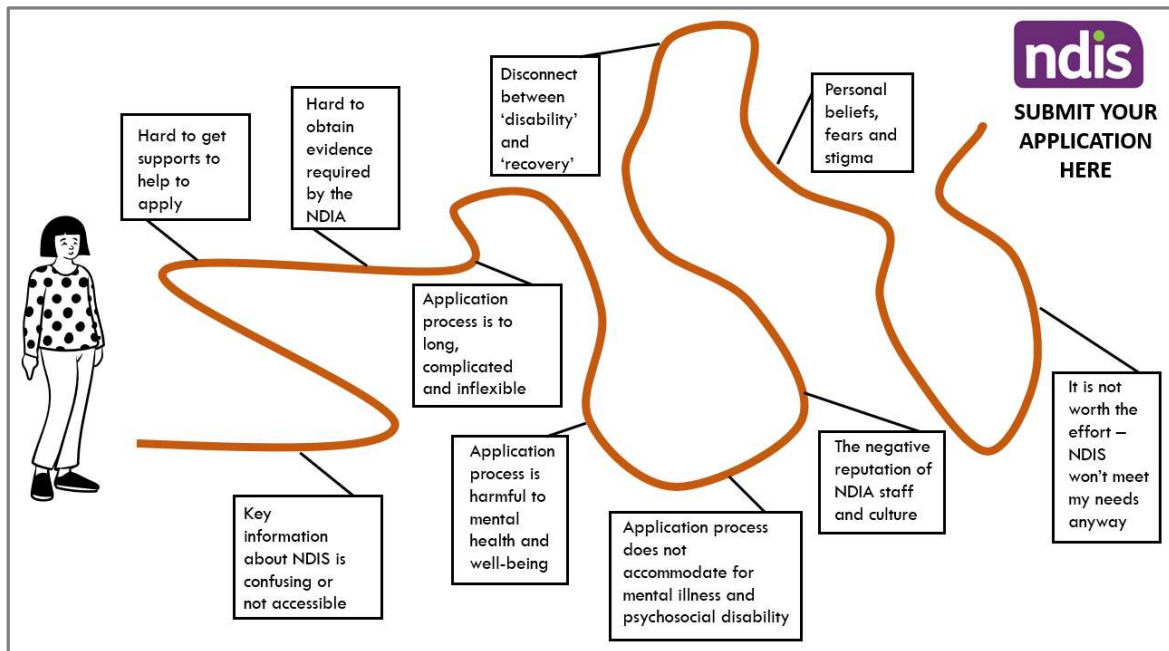 ndis
SUBMIT YOUR
APPLICATION
HERE
Hard to get
supports to
help to
apply
Hard to
obtain
evidence
required
by the
NDIA
Disconnect
between
‘disability’
and
‘recovery’
Personal
beliefs,
fears and
stigma
Application
process is to
long,
complicated
and inflexible
Key
information
about NDIS is
confusing or
not accessible
Application
process is
harmful to
mental
health and
well-being
Application process
does not
accommodate for
mental illness and
psychosocial disability
The negative
reputation of
NDIA staff
and culture
It is not
worth the
effort –
NDIS
won’t meet
my needs
anyway